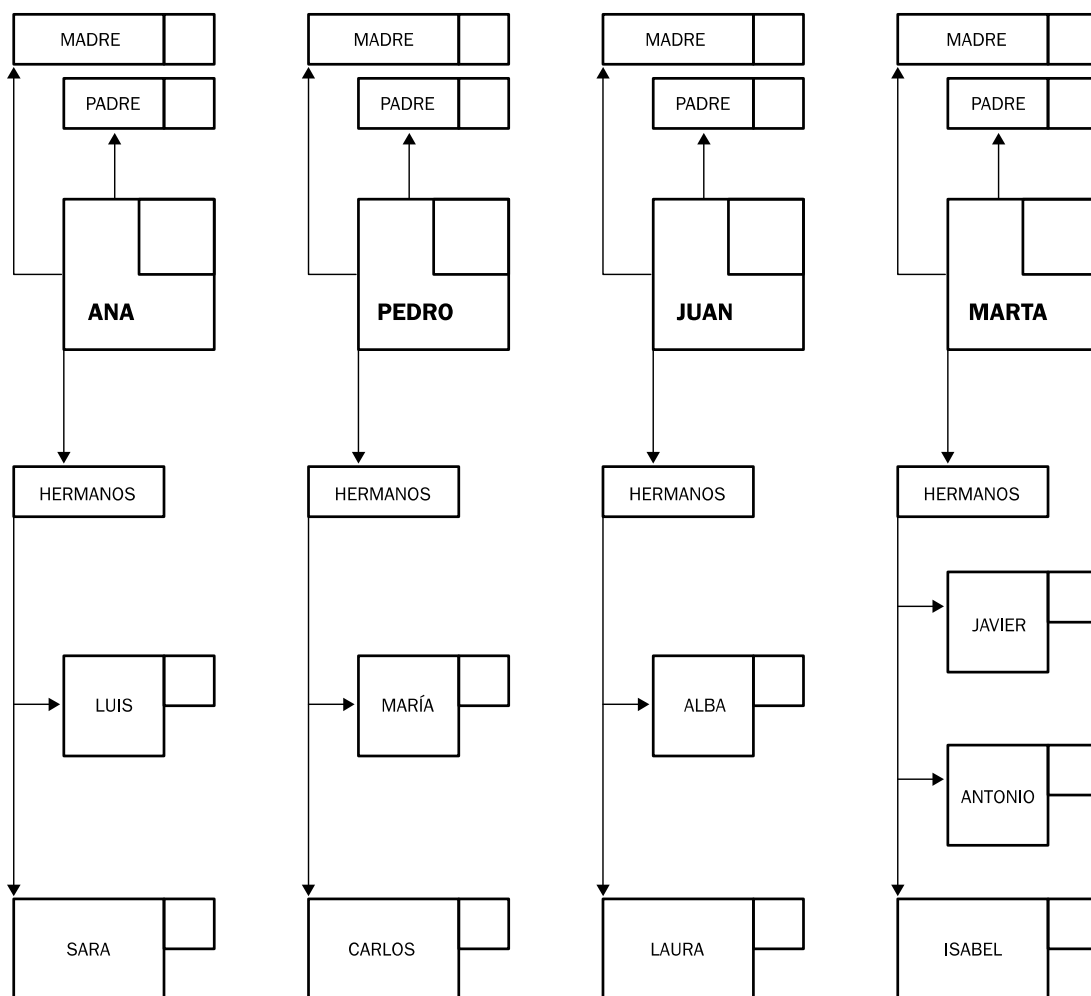 MADRE MADRE MADRE MADRE
PADRE PADRE PADRE PADRE
ANA PEDRO JUAN MARTA
HERMANOS HERMANOS HERMANOS HERMANOS
JAVIER
LUIS MARÍA ALBA
ANTONIO
SARA CARLOS LAURA ISABEL